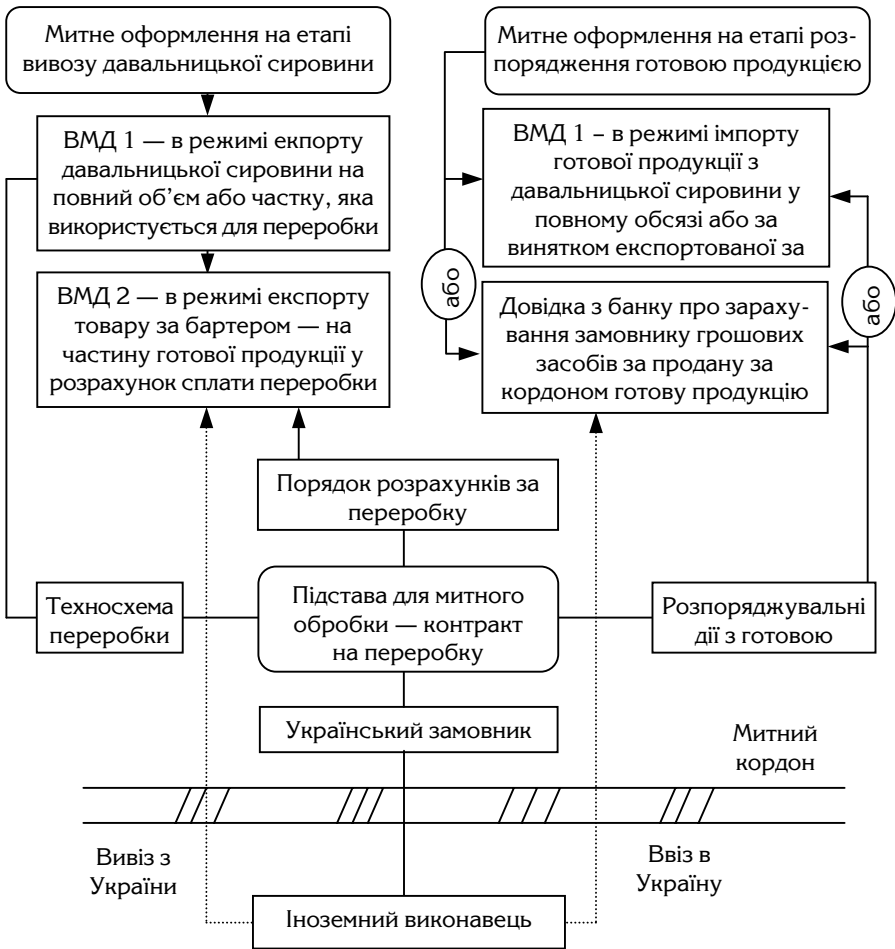 Митне оформлення на етапі
вивозу давальницької сировини
Митне оформлення на етапі роз-
порядження готовою продукцією
ВМД 1 — в режимі екпорту
давальницької сировини на
повний об’єм або частку, яка
використується для переробки
ВМД 1 – в режимі імпорту
готової продукції з
давальницької сировини у
повному обсязі або за
винятком експортованої за
або
або
ВМД 2 — в режимі експорту
товару за бартером — на
частину готової продукції у
розрахунок сплати переробки
Довідка з банку про зараху-
вання замовнику грошових
засобів за продану за
кордоном готову продукцію
Порядок розрахунків за
переробку
Техносхема
переробки
Підстава для митного
обробки — контракт
на переробку
Розпоряджувальні
дії з готовою
Український замовник
Митний
кордон
Вивіз з
України
Ввіз в
Україну
Іноземний виконавець